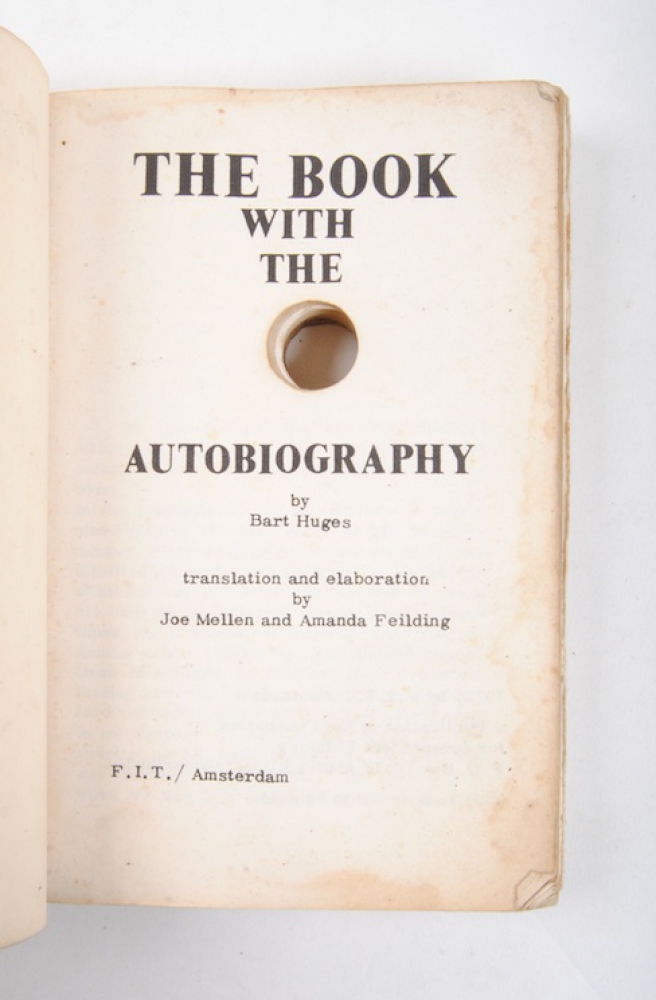 THE BOOK
WITH
THE
AUTOBIOGRAPHY
by
Bart Huges
translation and elaboration
by
Joe Mellen and Amanda Feilding
F.I.T./ Amsterdam